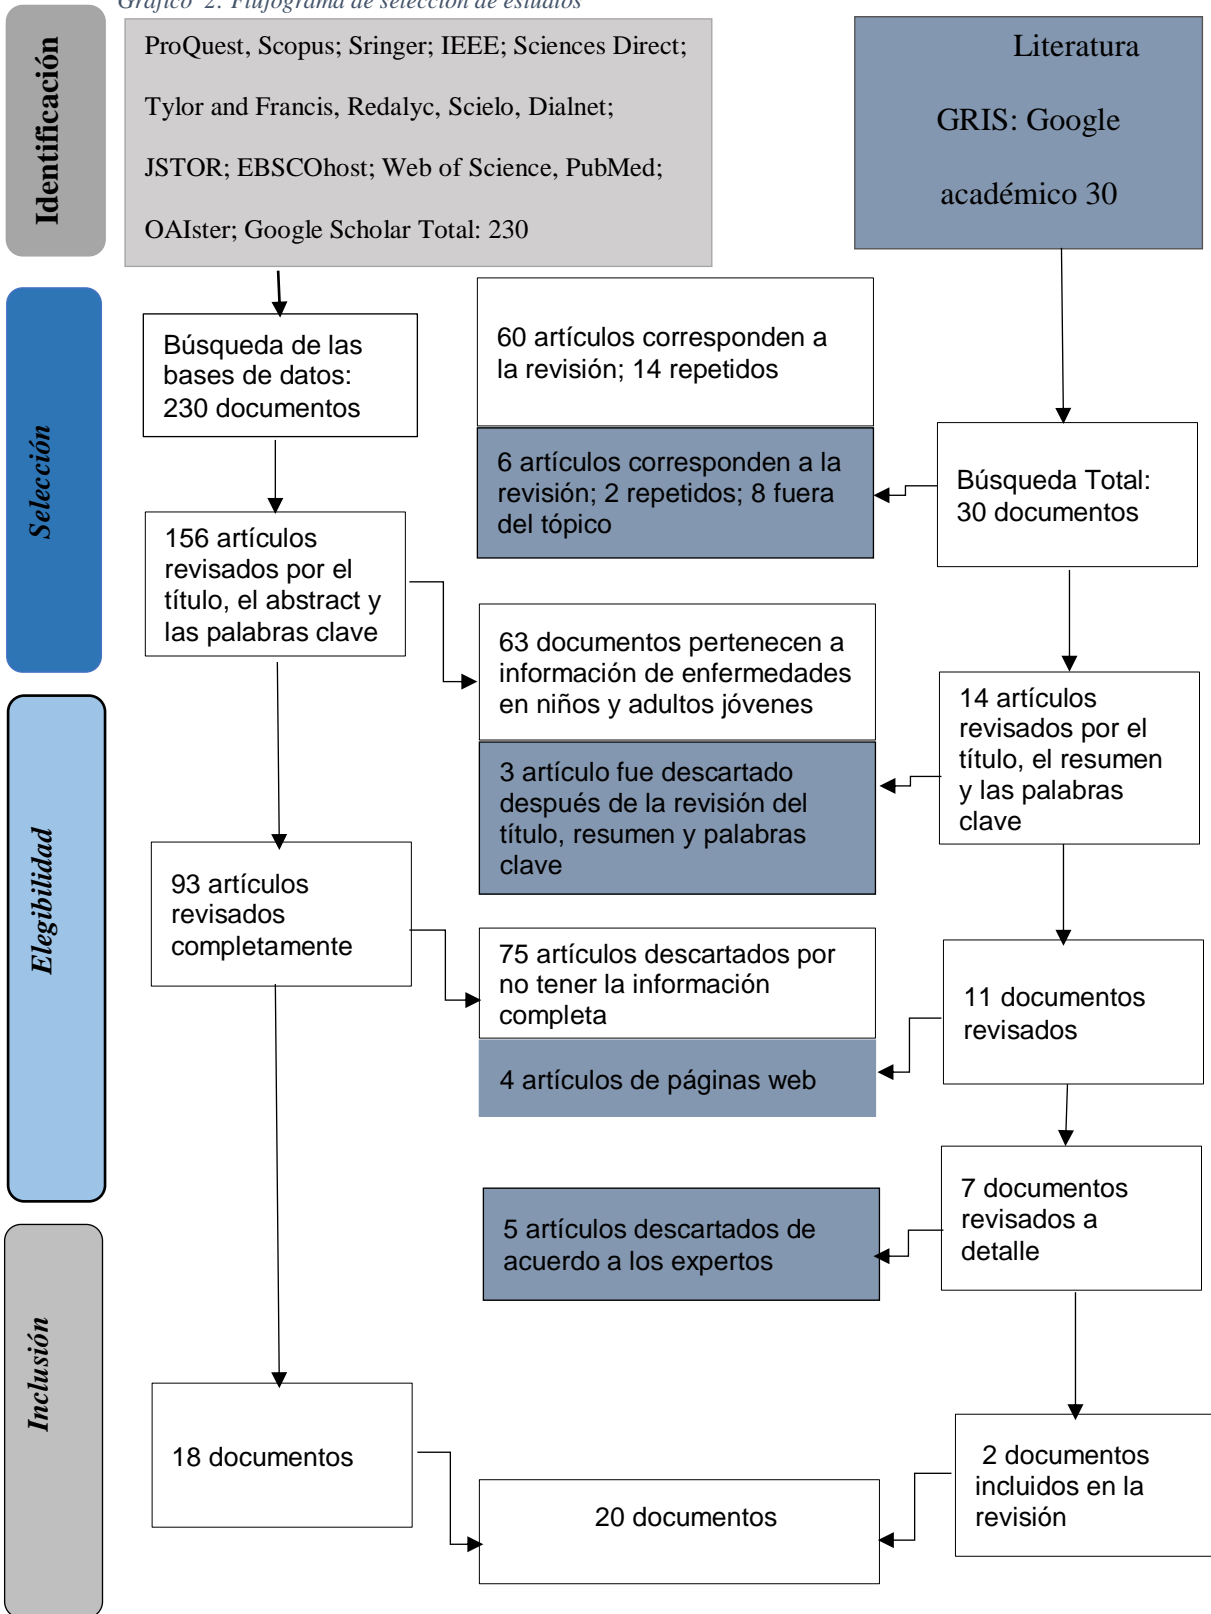 Gráfico 2: Flujograma de selección de estudios
Identificación
ProQuest, Scopus; Sringer; IEEE; Sciences Direct;
Tylor and Francis, Redalyc, Scielo, Dialnet;
JSTOR; EBSCOhost; Web of Science, PubMed;
OAIster; Google Scholar Total: 230
Literatura
GRIS: Google
académico 30
Selección
Búsqueda de las
bases de datos:
230 documentos
60 artículos corresponden a
la revisión; 14 repetidos
6 artículos corresponden a la
revisión; 2 repetidos; 8 fuera
del tópico
Búsqueda Total:
30 documentos
156 artículos
revisados por el
título, el abstract y
las palabras clave
63 documentos pertenecen a
información de enfermedades
en niños y adultos jóvenes
14 artículos
revisados por el
título, el resumen
y las palabras
clave
3 artículo fue descartado
después de la revisión del
título, resumen y palabras
clave
Elegibilidad
93 artículos
revisados
completamente
75 artículos descartados por
no tener la información
completa
11 documentos
revisados
4 artículos de páginas web
7 documentos
revisados a
detalle
5 artículos descartados de
acuerdo a los expertos
Inclusión
18 documentos
20 documentos
2 documentos
incluidos en la
revisión